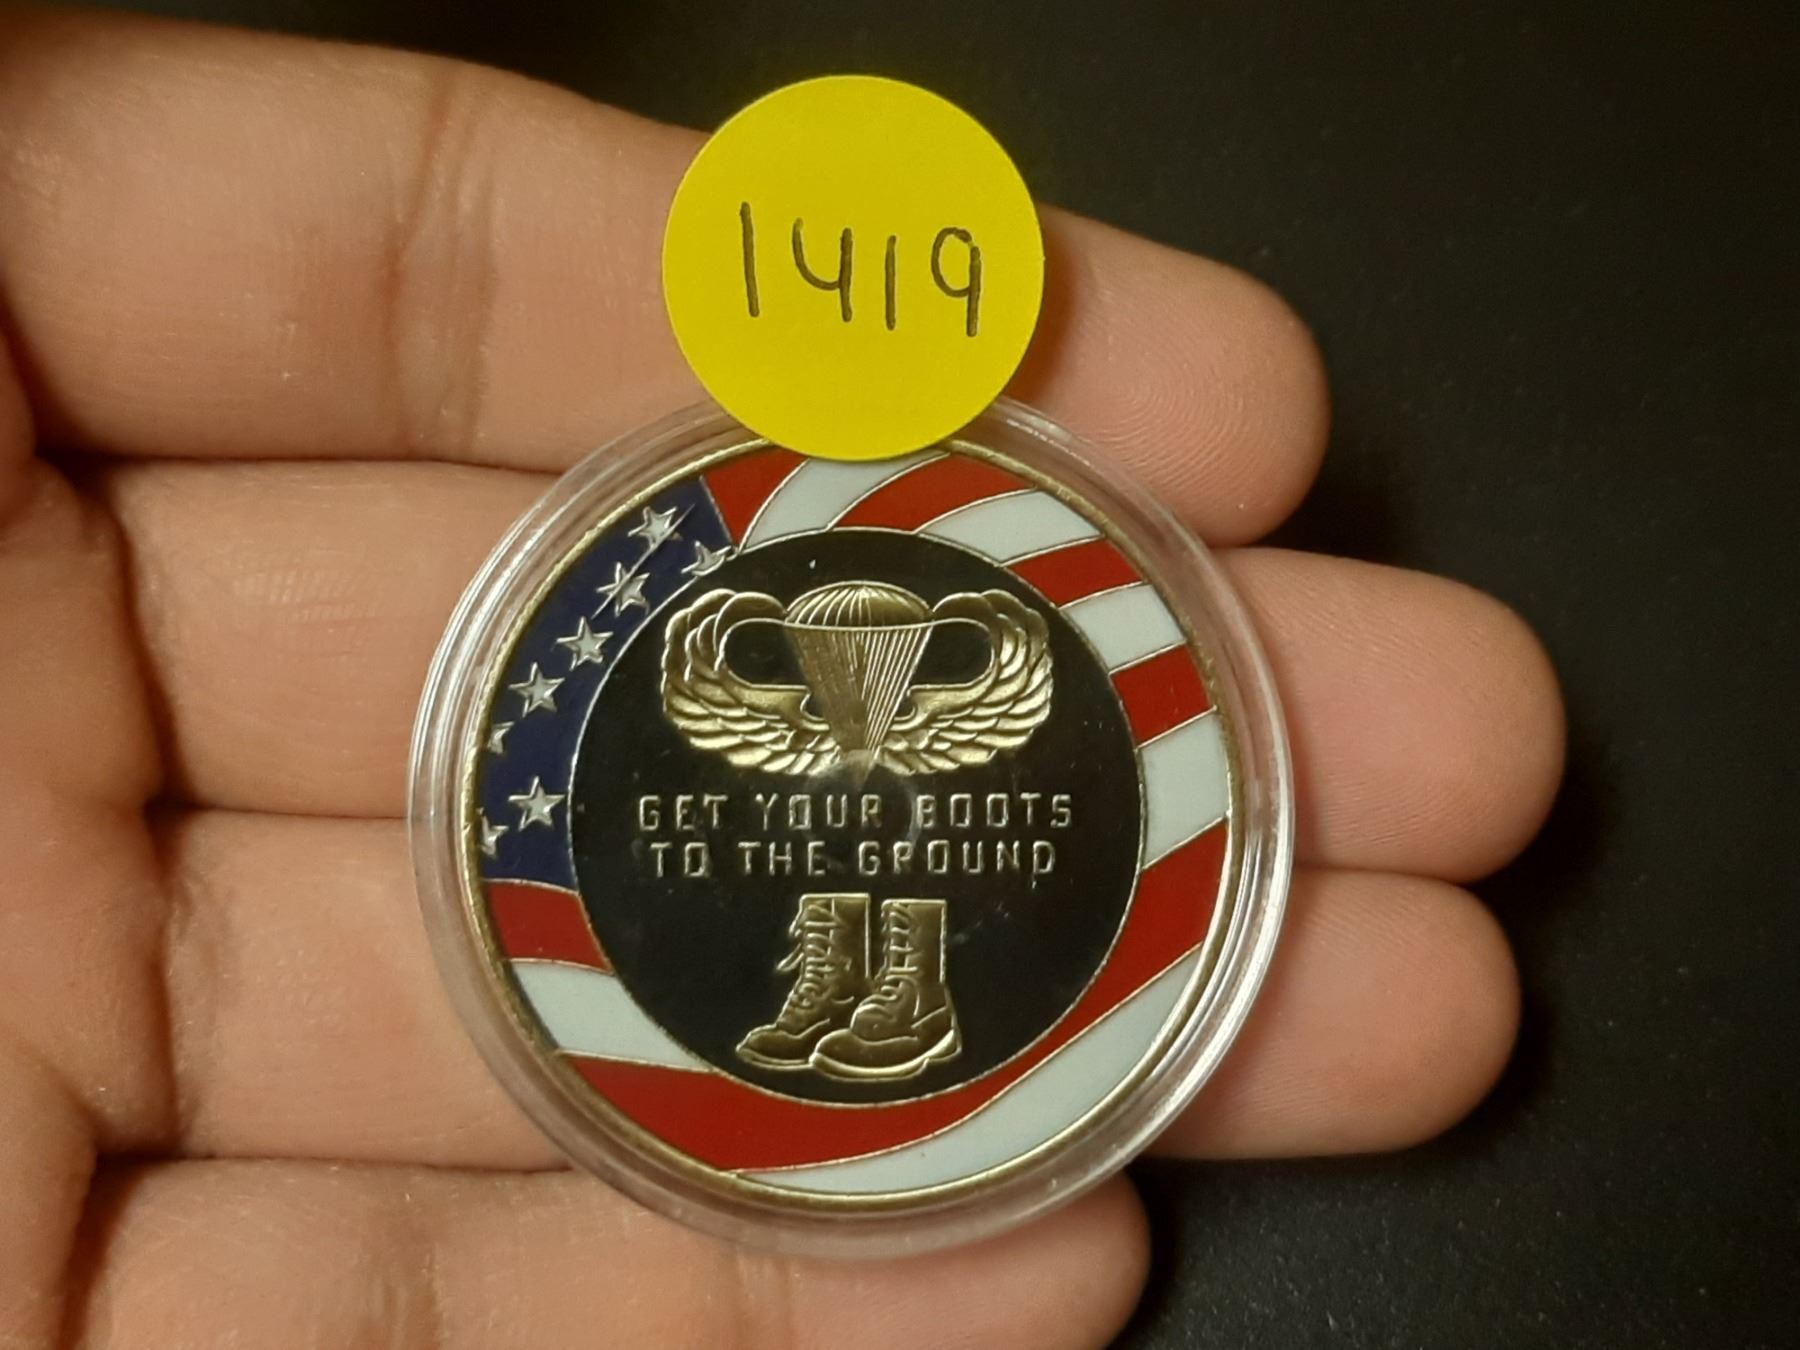 1419
GET YOUR BOOTS
TO THE GROUND